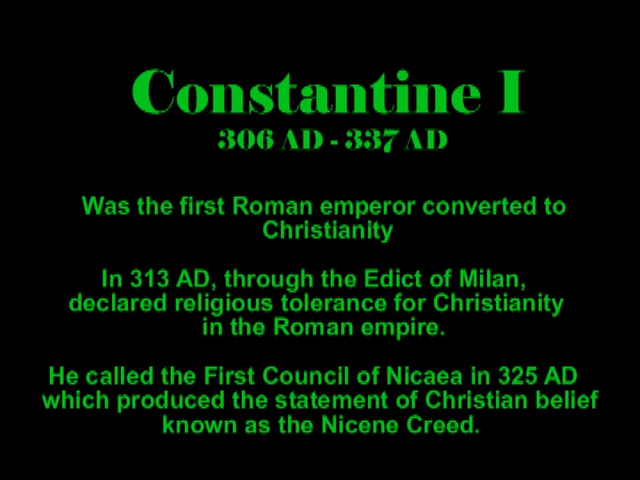 Constantine I
306 AD - 337 AD
Was the first Roman emperor converted to
Christianity
In 313 AD, through the Edict of Milan,
declared religious tolerance for Christianity
in the Roman empire.
He called the First Council of Nicaea in 325 AD
which produced the statement of Christian belief
known as the Nicene Creed.